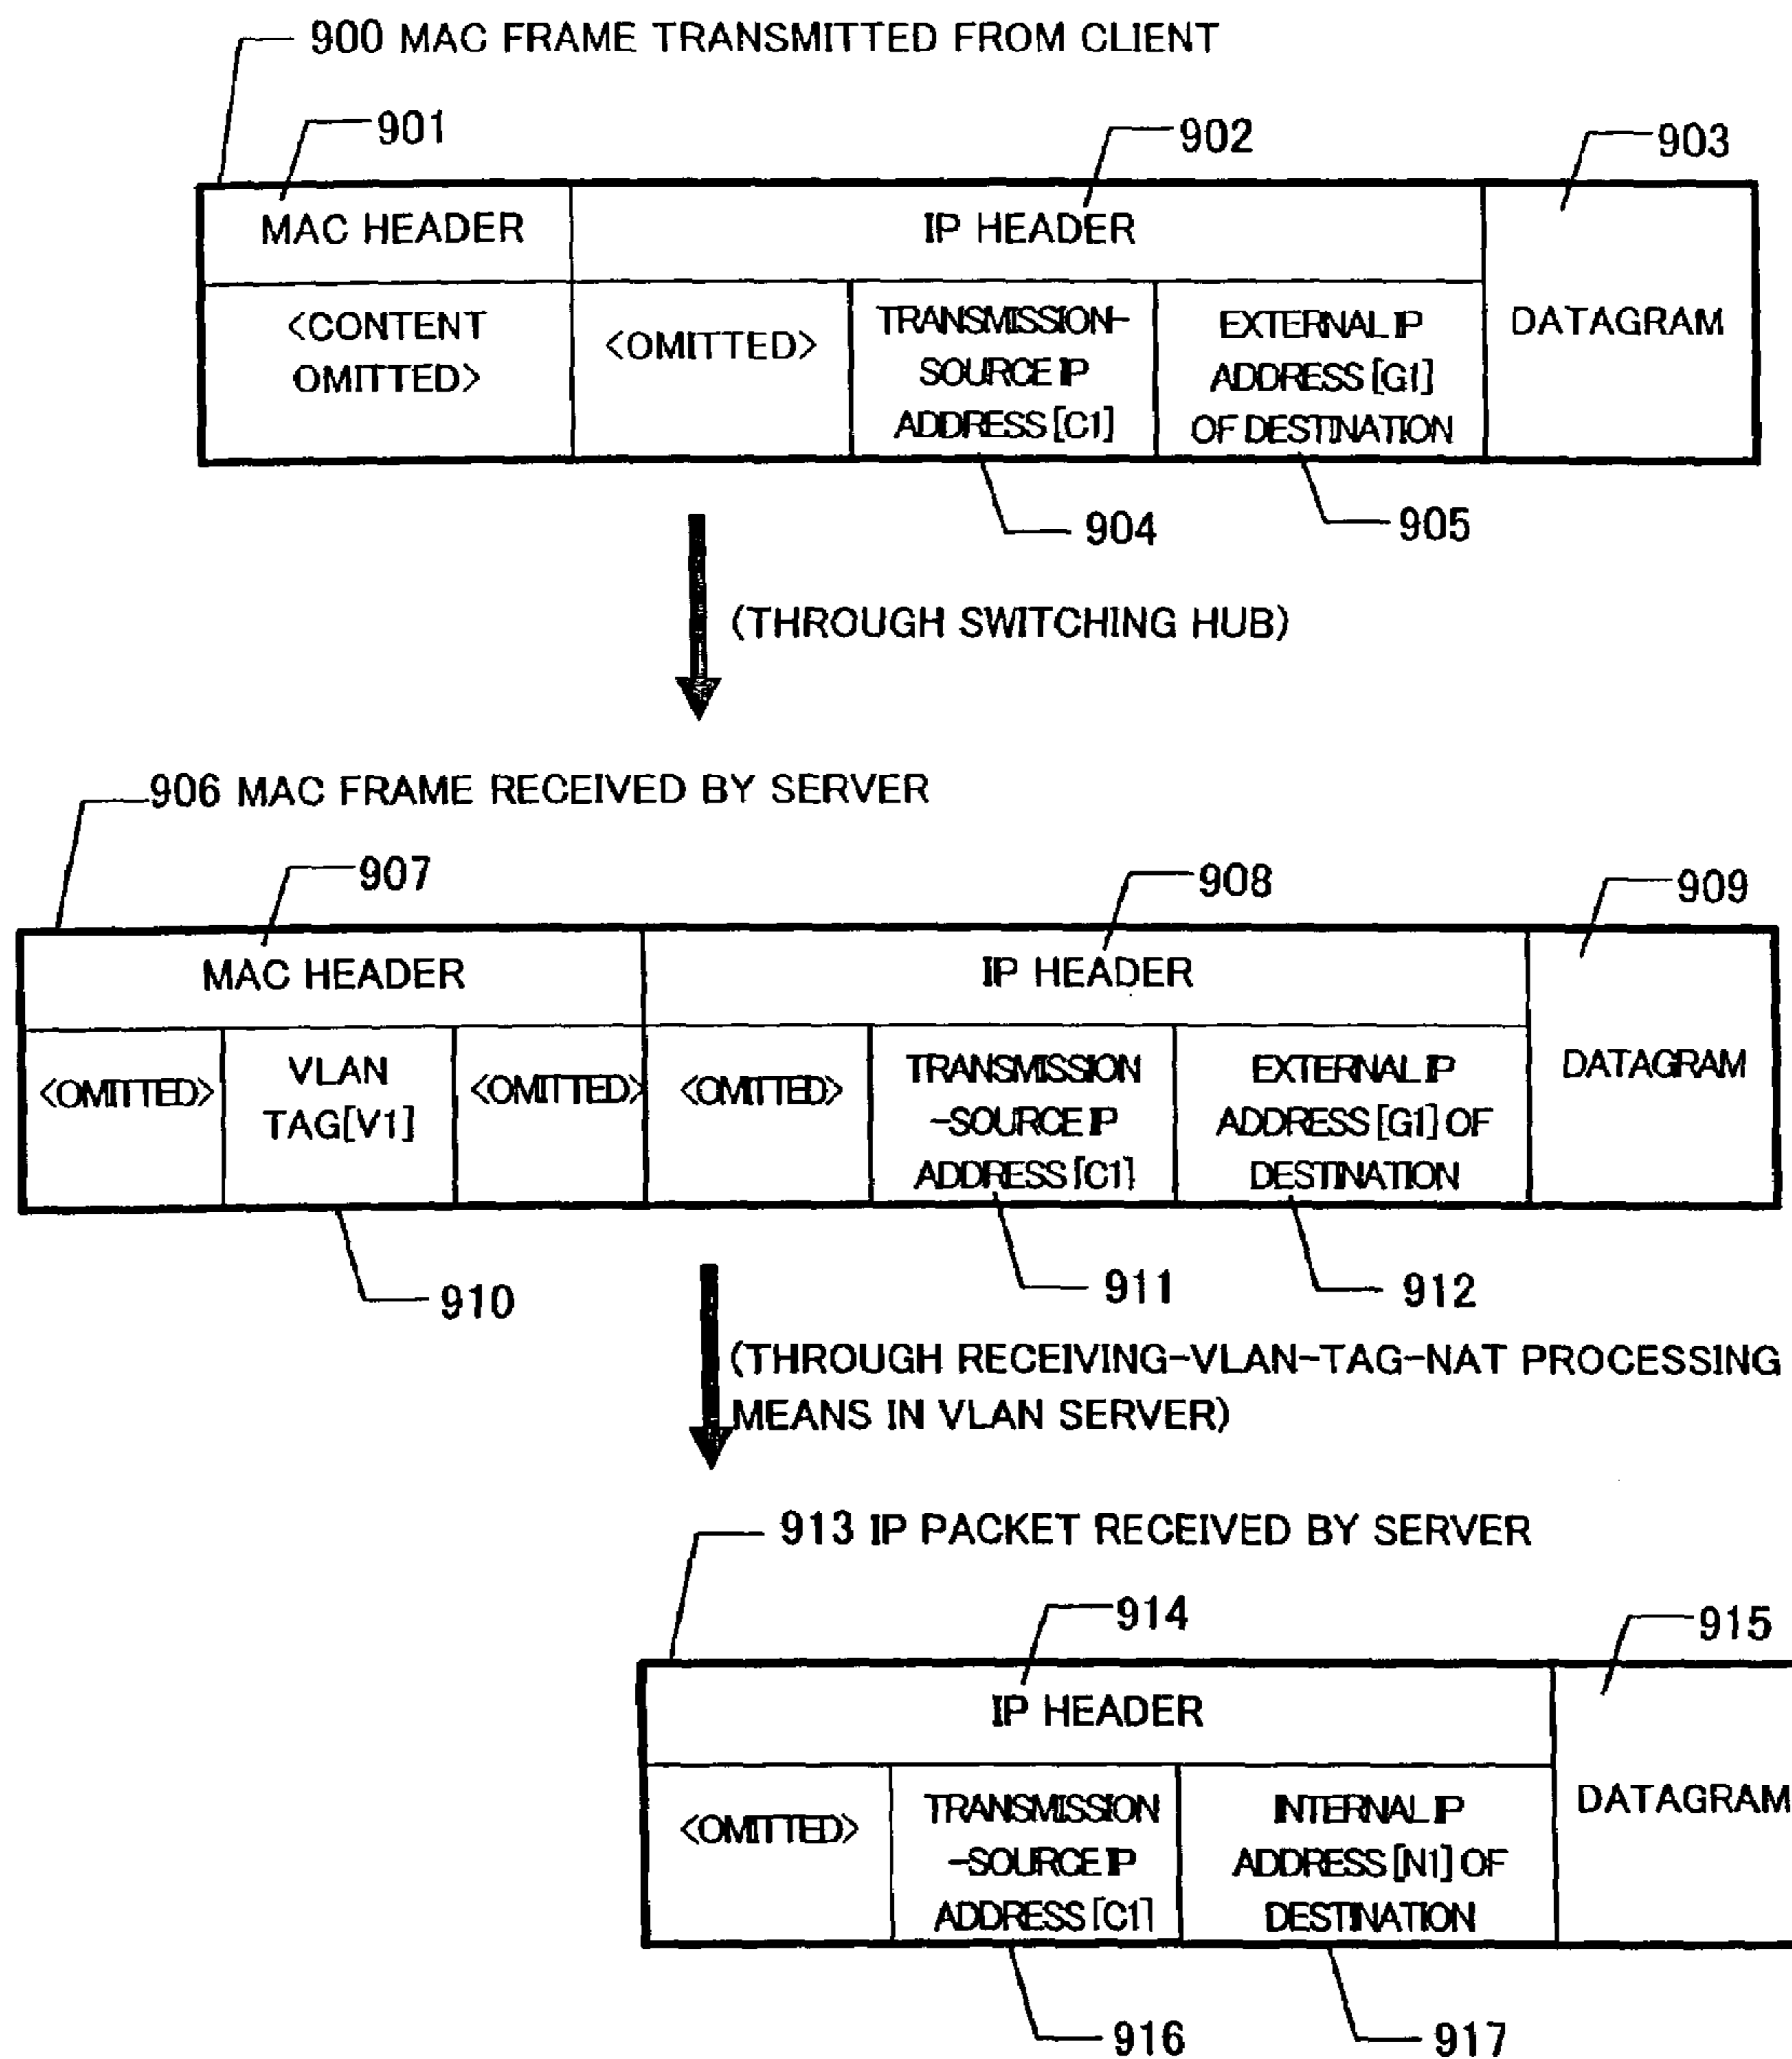 900 MAC FRAME TRANSMITTED FROM CLIENT
901
902
903
MAC HEADER
IP HEADER
<CONTENT
OMITTED>
<OMITTED>
TRANSMISSION-
SOURCE IP
ADDRESS [C1]
EXTERNAL IP
ADDRESS [G1]
OF DESTINATION
DATAGRAM
904
905
(THROUGH SWITCHING HUB)
906 MAC FRAME RECEIVED BY SERVER
907
908
909
MAC HEADER
IP HEADER
<OMITTED>
VLAN
TAG[V1]
<OMITTED>
<OMITTED>
TRANSMISSION
-SOURCE IP
ADDRESS [C1]
EXTERNAL IP
ADDRESS [G1] OF
DESTINATION
DATAGRAM
910
911
912
(THROUGH RECEIVING-VLAN-TAG-NAT PROCESSING
MEANS IN VLAN SERVER)
913 IP PACKET RECEIVED BY SERVER
914
915
IP HEADER
<OMITTED>
TRANSMISSION
-SOURCE IP
ADDRESS [C1]
INTERNAL IP
ADDRESS [N1] OF
DESTINATION
DATAGRAM
916
917